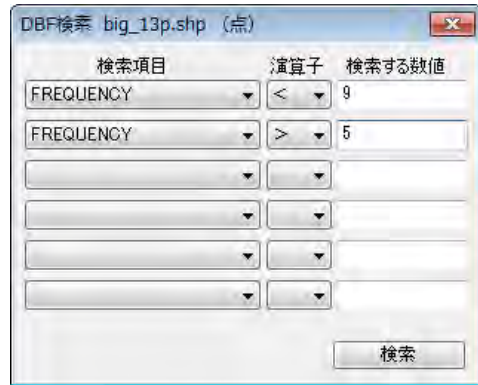 DBF検索 big_13p.shp （点）
検索項目 演算子 検索する数値
FREQUENCY < 9
FREQUENCY > 5
検索